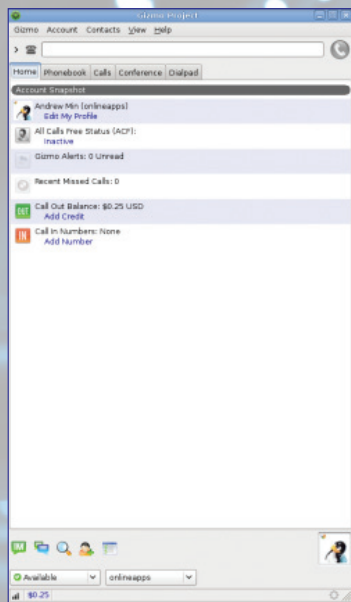 Gizmo Project
Gizmo Account Contacts View Help
Home Phonebook Calls Conference Dialpad
Account Snapshot
Andrew Min (onlineapps)
Edit My Profile
All Calls Free Status (ACF):
Inactive
Gizmo Alerts: 0 Unread
Recent Missed Calls: 0
OUT
Call Out Balance: $0.25 USD
Add Credit
IN
Call In Numbers: None
Add Number
Available onlineapps
$0.25